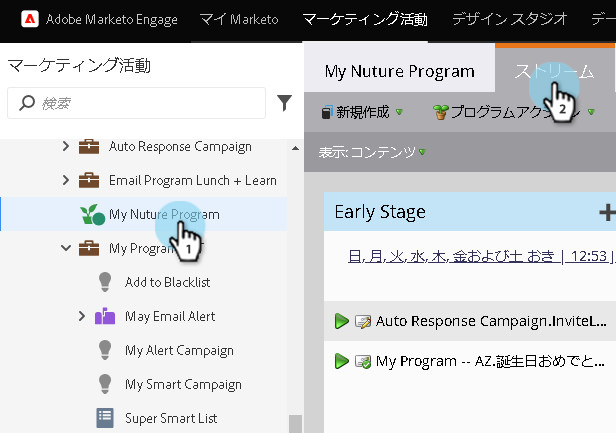 Adobe Marketo Engage マイ Marketo マーケティング活動 デザイン スタジオ デー
マーケティング活動
検索
Auto Response Campaign
Email Program Lunch + Learn
My Nuture Program
1
My Program
Add to Blacklist
May Email Alert
My Alert Campaign
My Smart Campaign
Super Smart List
My Nuture Program ストリーム
2
新規作成 プログラムアクション
表示: コンテンツ
Early Stage
日, 月, 火, 水, 木, 金および土 おき | 12:53
Auto Response Campaign.InviteL...
My Program -- AZ.誕生日おめでと...